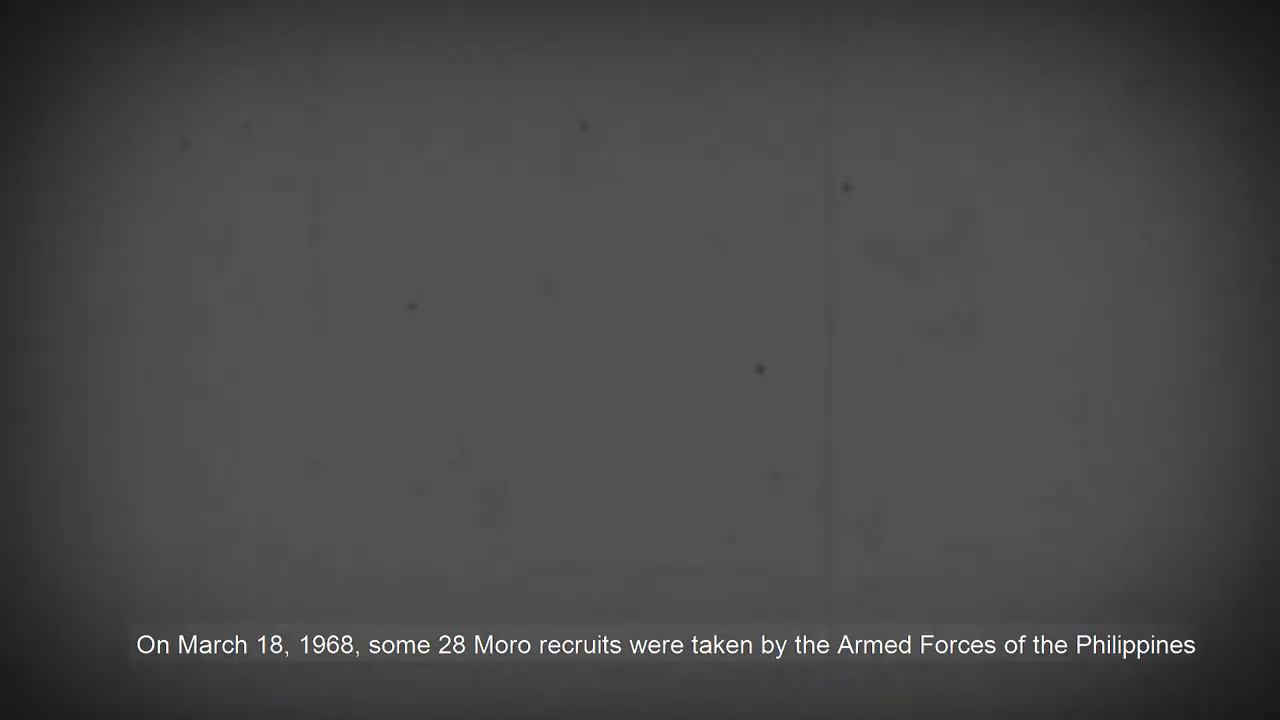 On March 18, 1968, some 28 Moro recruits were taken by the Armed Forces of the Philippines